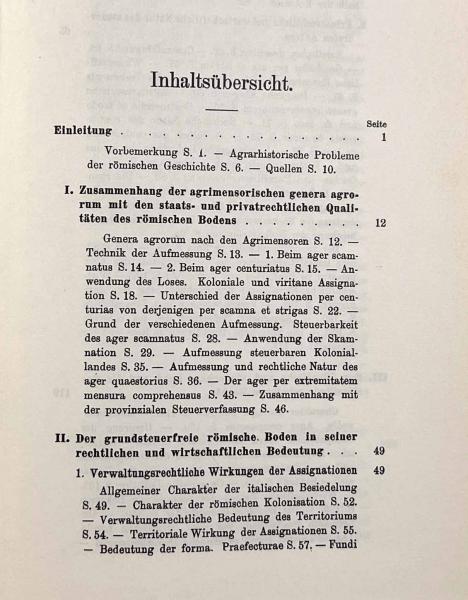 Inhaltsübersicht.
Seite
Einleitung . . . . . . . . . . . . . . . . . 1
Vorbemerkung S. 1. — Agrarhistorische Probleme
der römischen Geschichte S. 6. — Quellen S. 10.
I. Zusammenhang der agrimensorischen genera agro-
rum mit den staats- und privatrechtlichen Quali-
täten des römischen Bodens . . . . . . . . . 12
Genera agrorum nach den Agrimensoren S. 12. —
Technik der Aufmessung S. 13. — 1. Beim ager scam-
natus S. 14. — 2. Beim ager centuriatus S. 15. — An-
wendung des Loses. Koloniale und viritane Assigna-
tion S. 18. — Unterschied der Assignationen per cen-
turias von derjenigen per scamna et strigas S. 22. —
Grund der verschiedenen Aufmessung. Steuerbarkeit
des ager scamnatus S. 28. — Anwendung der Skam-
nation S. 29. — Aufmessung steuerbaren Kolonial-
landes S. 35. — Aufmessung und rechtliche Natur des
ager quaestorius S. 36. — Der ager per extremitatem
mensura comprehensus S. 43. — Zusammenhang mit
der provinzialen Steuerverfassung S. 46.
II. Der grundsteuerfreie römische Boden in seiner
rechtlichen und wirtschaftlichen Bedeutung . . . 49
1. Verwaltungsrechtliche Wirkungen der Assignationen 49
Allgemeiner Charakter der italischen Besiedelung
S. 49. — Charakter der römischen Kolonisation S. 52.
— Verwaltungsrechtliche Bedeutung des Territoriums
S. 54. — Territoriale Wirkung der Assignationen S. 55.
— Bedeutung der forma. Praefecturae S. 57. — Fundi